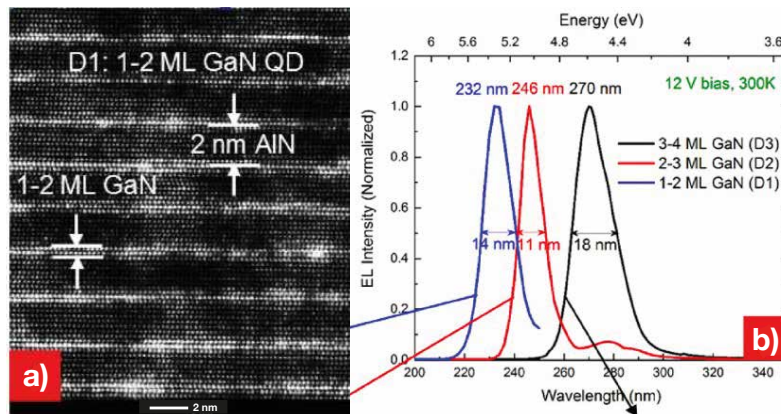 D1: 1-2 ML GaN QD
2 nm AlN
1-2 ML GaN
a)
2 nm
Energy (eV)
6 5.6 5.2 4.8 4.4 4 3.6
1.2
1.0
0.8
0.6
0.4
0.2
0.0
EL Intensity (Normalized)
232 nm 246 nm 270 nm
12 V bias, 300K
3-4 ML GaN (D3)
2-3 ML GaN (D2)
1-2 ML GaN (D1)
14 nm 11 nm 18 nm
b)
200 220 240 260 280 300 320 340
Wavelength (nm)